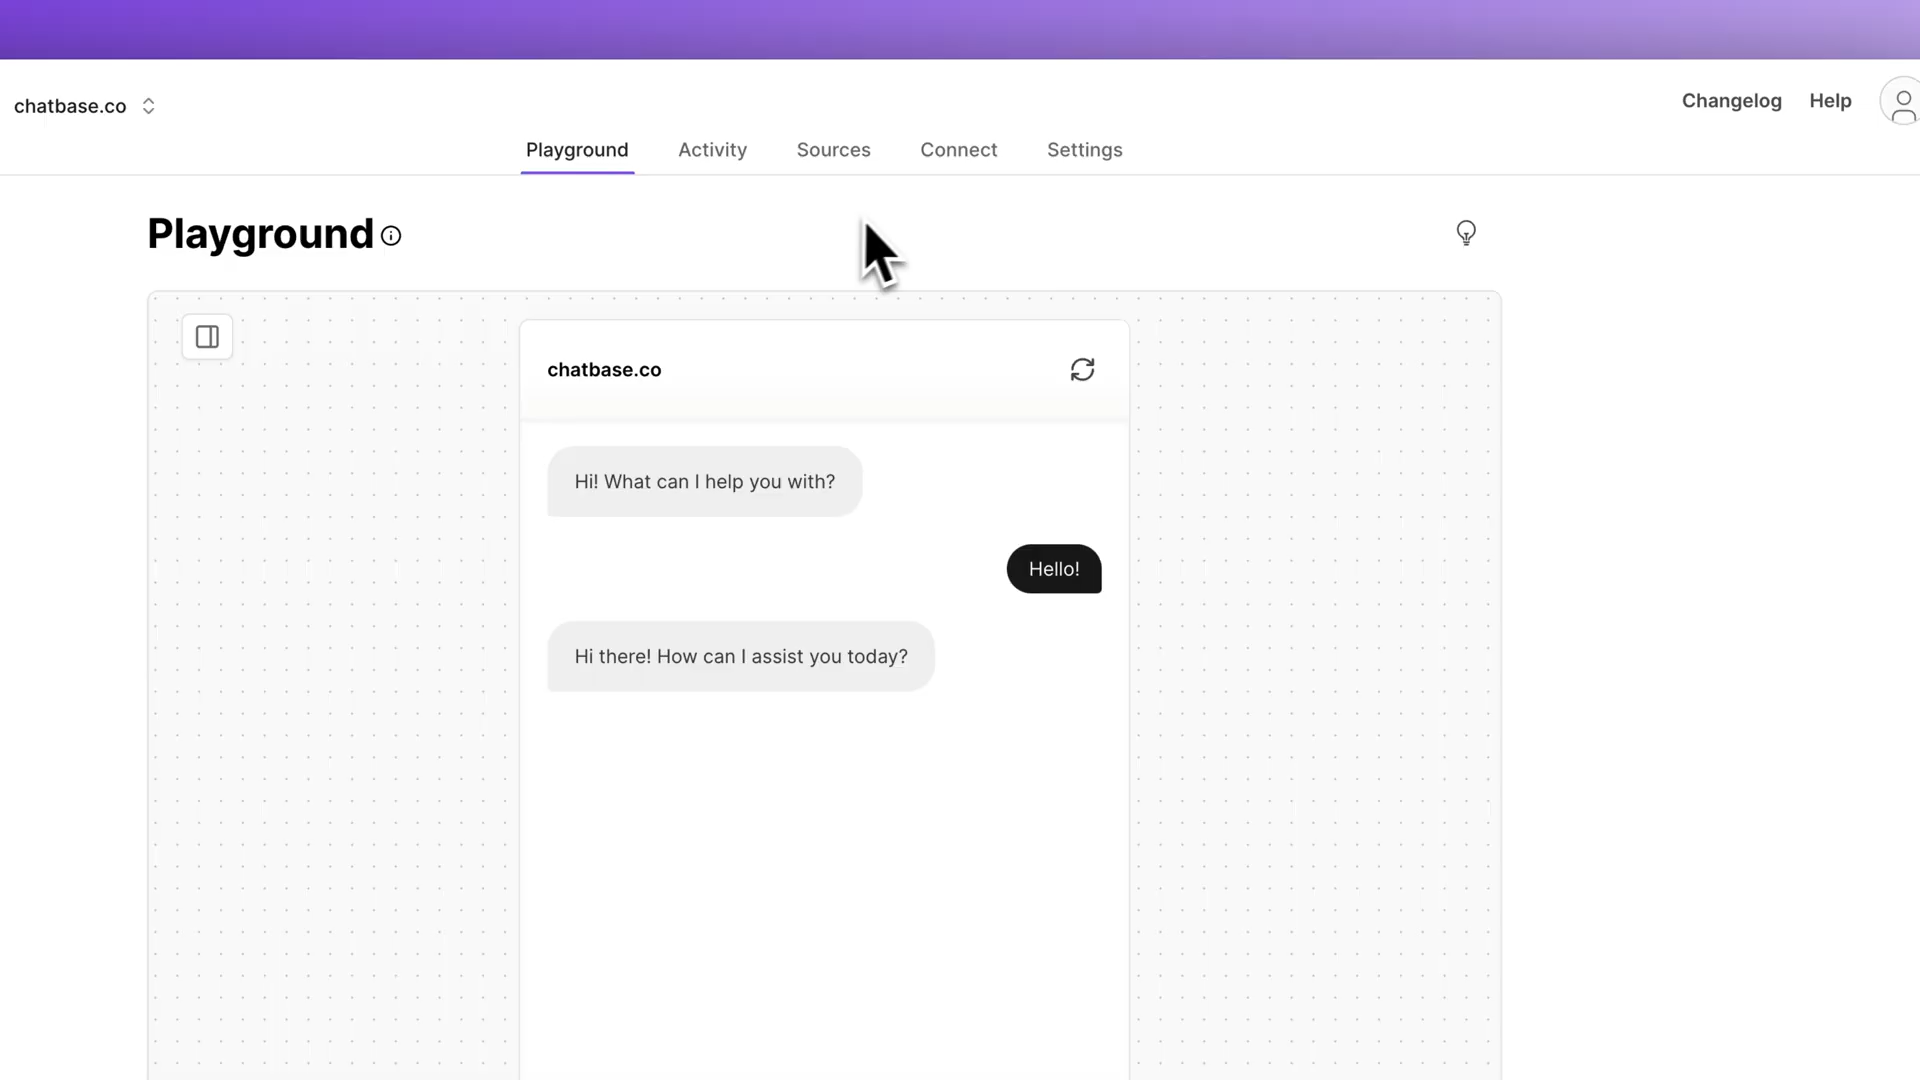 chatbase.co
Changelog Help
Playground Activity Sources Connect Settings
Playground
chatbase.co
Hi! What can I help you with?
Hello!
Hi there! How can I assist you today?